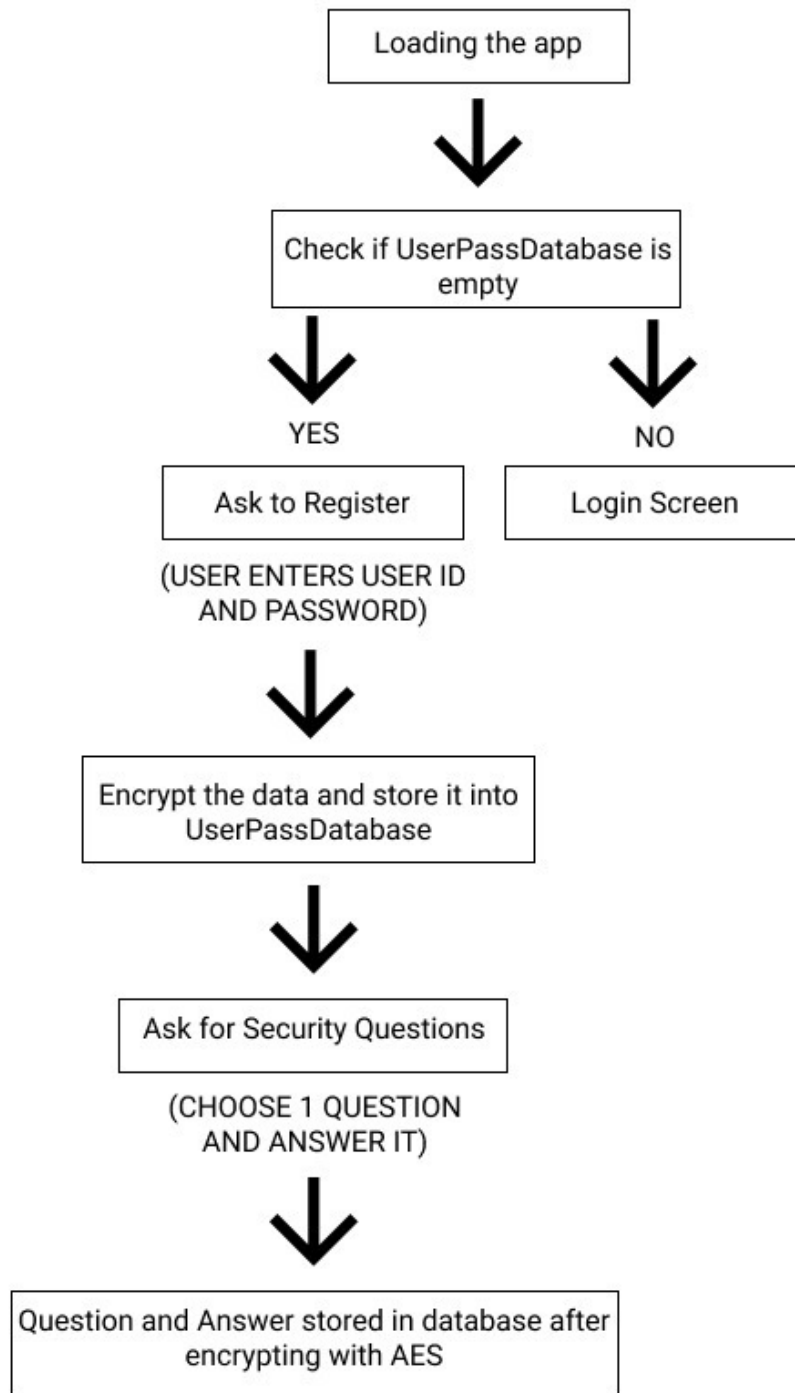 Loading the app
Check if UserPassDatabase is
empty
YES
NO
Ask to Register
Login Screen
(USER ENTERS USER ID
AND PASSWORD)
Encrypt the data and store it into
UserPassDatabase
Ask for Security Questions
(CHOOSE 1 QUESTION
AND ANSWER IT)
Question and Answer stored in database after
encrypting with AES